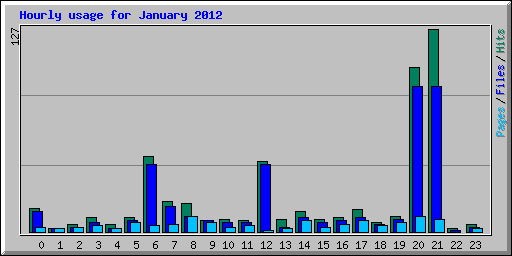 Hourly usage for January 2012
127
Pages/Files/Hits
0 1 2 3 4 5 6 7 8 9 10 11 12 13 14 15 16 17 18 19 20 21 22 23